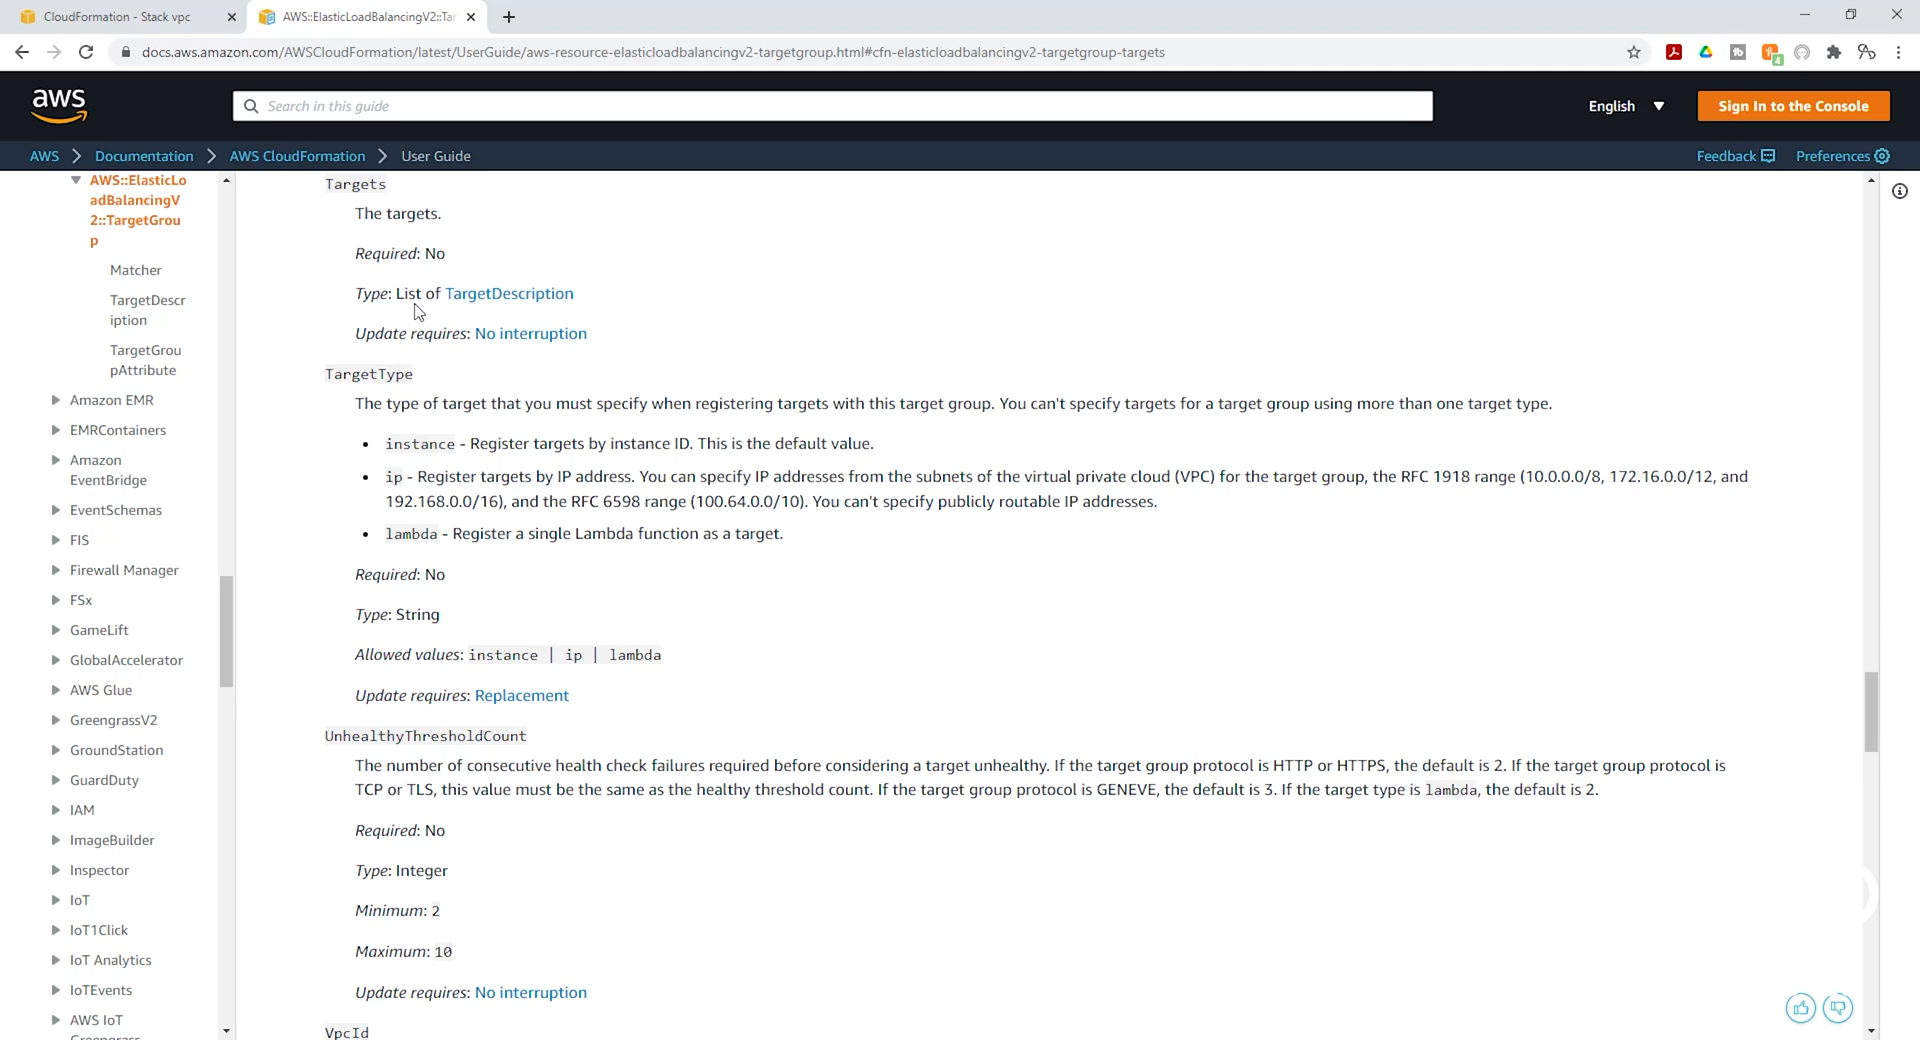 CloudFormation - Stack vpc
AWS::ElasticLoadBalancingV2::Tar
docs.aws.amazon.com/AWSCloudFormation/latest/UserGuide/aws-resource-elasticloadbalancingv2-targetgroup.html#cfn-elasticloadbalancingv2-targetgroup-targets
aws
Search in this guide
English
Sign In to the Console
AWS
Documentation
AWS CloudFormation
User Guide
Feedback
Preferences
AWS::ElasticLo
adBalancingV
2::TargetGrou
p
Matcher
TargetDescr
iption
TargetGrou
pAttribute
Amazon EMR
EMRContainers
Amazon
EventBridge
EventSchemas
FIS
Firewall Manager
FSx
GameLift
GlobalAccelerator
AWS Glue
GreengrassV2
GroundStation
GuardDuty
IAM
ImageBuilder
Inspector
IoT
IoT1Click
IoT Analytics
IoTEvents
AWS IoT
Greengrass
Targets
The targets.
Required: No
Type: List of TargetDescription
Update requires: No interruption
TargetType
The type of target that you must specify when registering targets with this target group. You can't specify targets for a target group using more than one target type.
• instance - Register targets by instance ID. This is the default value.
• ip - Register targets by IP address. You can specify IP addresses from the subnets of the virtual private cloud (VPC) for the target group, the RFC 1918 range (10.0.0.0/8, 172.16.0.0/12, and
192.168.0.0/16), and the RFC 6598 range (100.64.0.0/10). You can't specify publicly routable IP addresses.
• lambda - Register a single Lambda function as a target.
Required: No
Type: String
Allowed values: instance | ip | lambda
Update requires: Replacement
UnhealthyThresholdCount
The number of consecutive health check failures required before considering a target unhealthy. If the target group protocol is HTTP or HTTPS, the default is 2. If the target group protocol is
TCP or TLS, this value must be the same as the healthy threshold count. If the target group protocol is GENEVE, the default is 3. If the target type is lambda, the default is 2.
Required: No
Type: Integer
Minimum: 2
Maximum: 10
Update requires: No interruption
VpcId